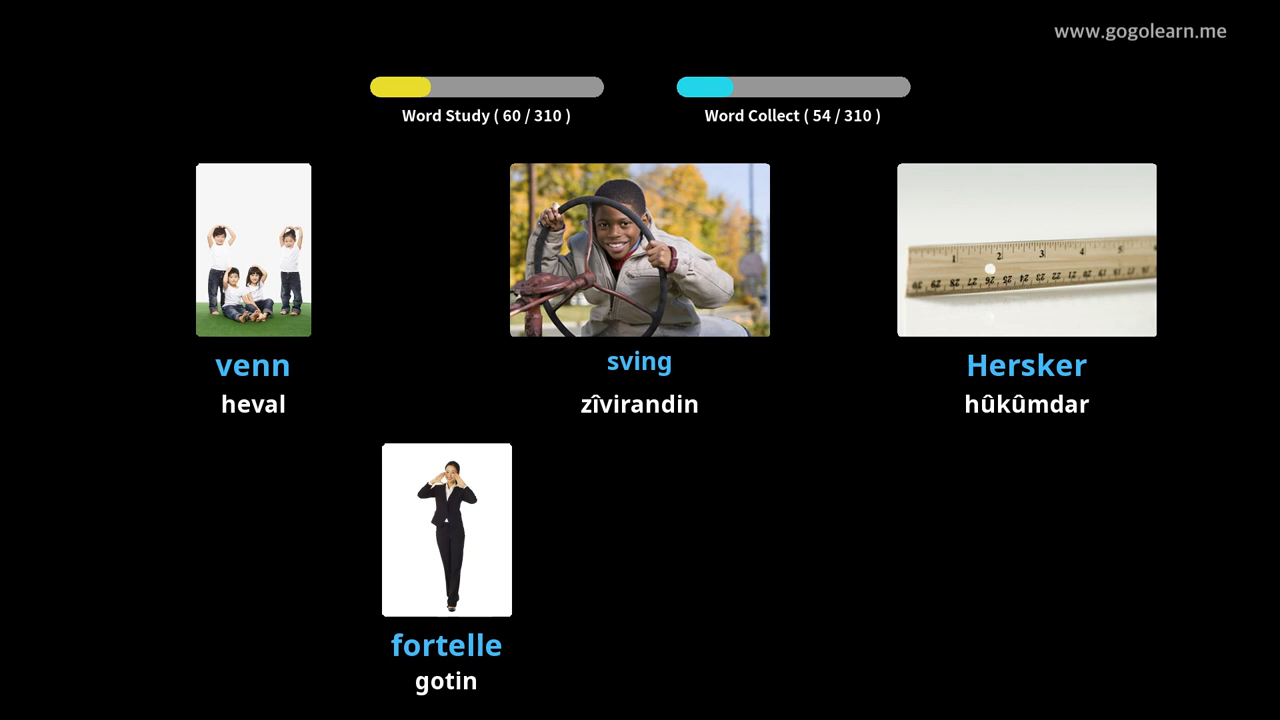 www.gogolearn.me
Word Study ( 60 / 310 )
Word Collect ( 54 / 310 )
venn
heval
sving
zîvirandin
Hersker
hûkûmdar
fortelle
gotin